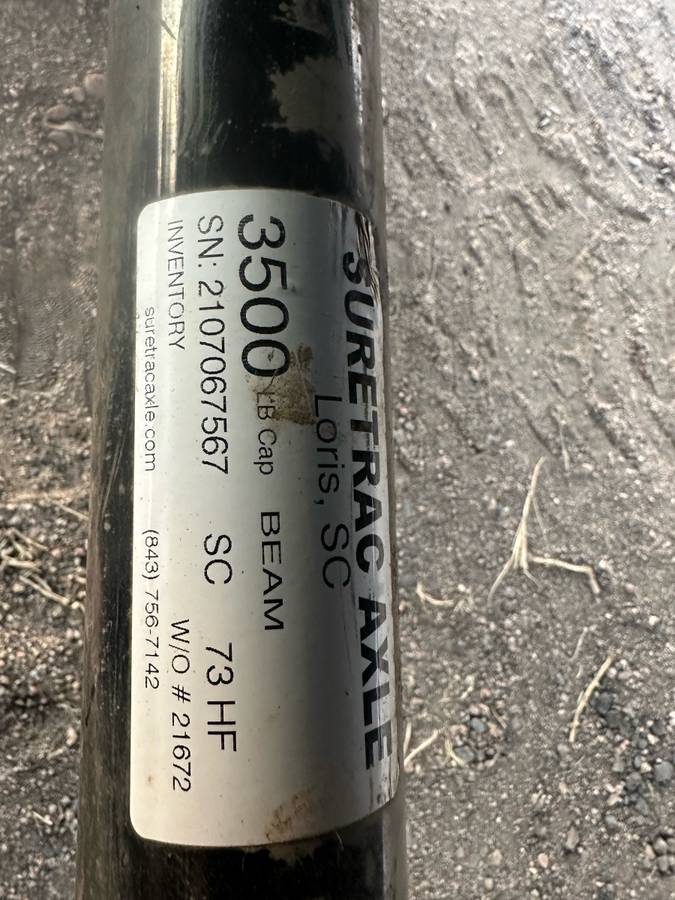 SURETRAC AXLE
Loris, SC
3500 LB Cap BEAM
SN: 2107067567 SC 73 HF
INVENTORY W/O # 21672
suretracaxle.com (843) 756-7142